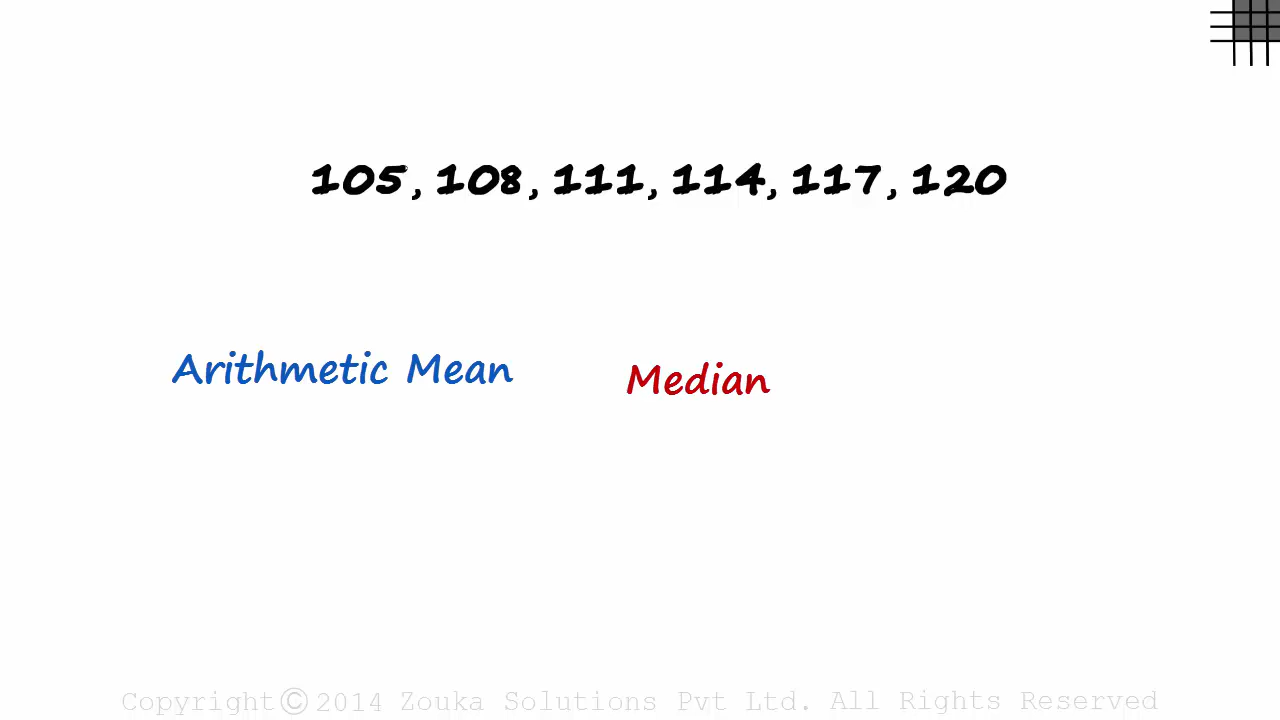 105, 108, 111, 114, 117, 120
Arithmetic Mean
Median
Copyright©2014 Zouka Solutions Pvt Ltd. All Rights Reserved